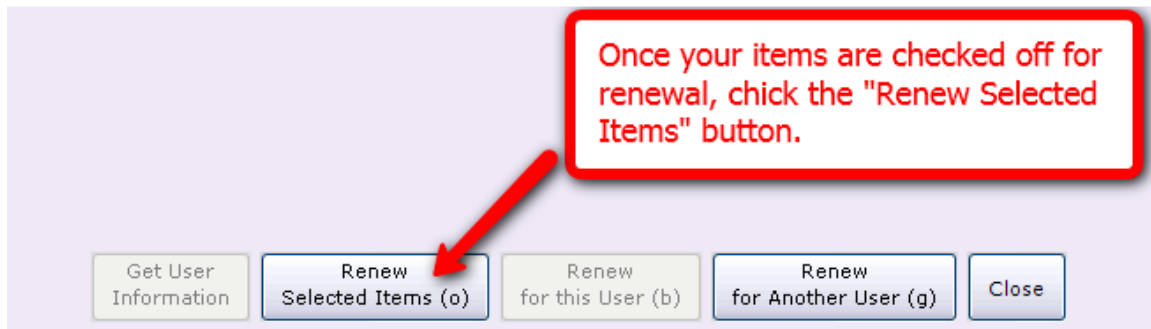 Once your items are checked off for
renewal, chick the "Renew Selected
Items" button.
Get User
Information
Renew
Selected Items (o)
Renew
for this User (b)
Renew
for Another User (g)
Close